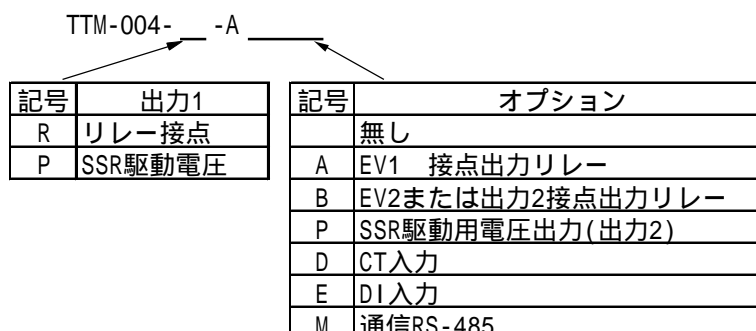 TTM-004-__ -A ____
記号 出力1
R リレー接点
P SSR駆動電圧
記号 オプション
無し
A EV1 接点出力リレー
B EV2または出力2接点出力リレー
P SSR駆動用電圧出力(出力2)
D CT入力
E DI入力
M 通信RS-485